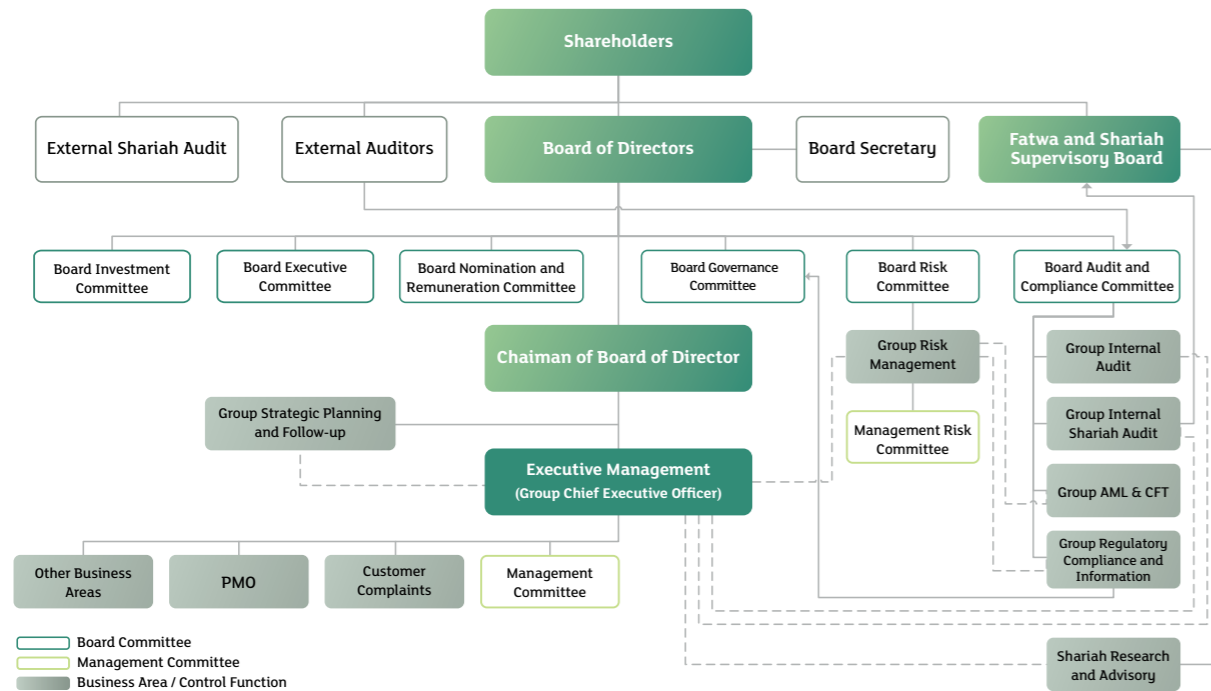 Shareholders
External Shariah Audit
External Auditors
Board of Directors
Board Secretary
Fatwa and Shariah
Supervisory Board
Board Investment
Committee
Board Executive
Committee
Board Nomination and
Remuneration Committee
Board Governance
Committee
Board Risk
Committee
Board Audit and
Compliance Committee
Chaiman of Board of Director
Group Risk
Management
Group Internal
Audit
Group Strategic Planning
and Follow-up
Management Risk
Committee
Group Internal
Shariah Audit
Executive Management
(Group Chief Executive Officer)
Group AML & CFT
Group Regulatory
Compliance and
Information
Other Business
Areas
PMO
Customer
Complaints
Management
Committee
Shariah Research
and Advisory
Board Committee
Management Committee
Business Area / Control Function